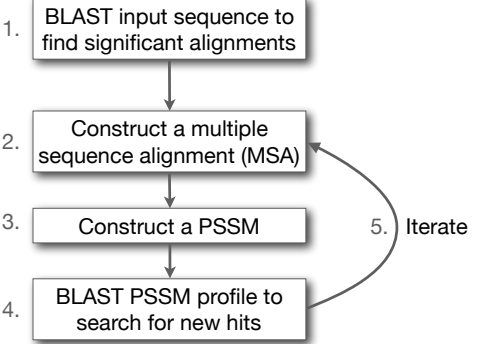 1. BLAST input sequence to
find significant alignments
2. Construct a multiple
sequence alignment (MSA)
3. Construct a PSSM
5. Iterate
4. BLAST PSSM profile to
search for new hits